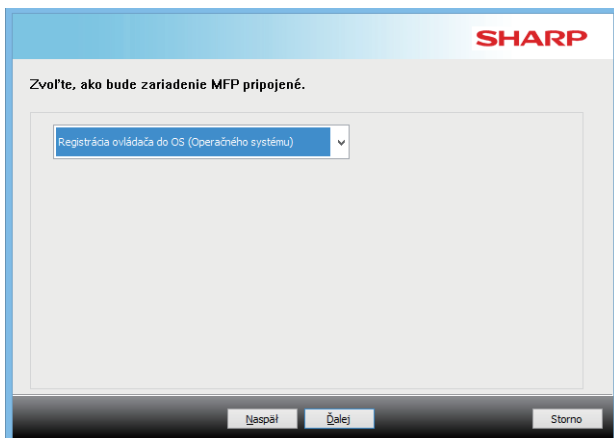 SHARP
Zvoľte, ako bude zariadenie MFP pripojené.
Registrácia ovládača do OS (Operačného systému)
Naspäť Ďalej Storno